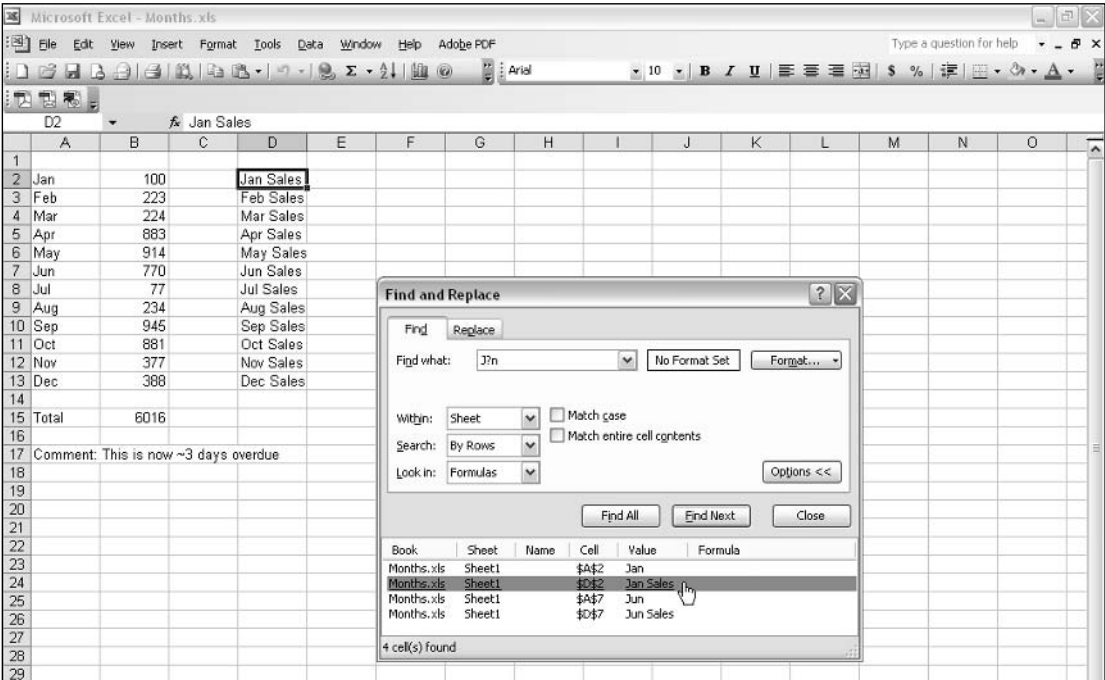 Microsoft Excel - Months.xls
File Edit View Insert Format Tools Data Window Help Adobe PDF Type a question for help
Σ Arial 10 B I U $ % A
D2 fx Jan Sales
A B C D E F G H I J K L M N O
1
2 Jan 100 Jan Sales
3 Feb 223 Feb Sales
4 Mar 224 Mar Sales
5 Apr 883 Apr Sales
6 May 914 May Sales
7 Jun 770 Jun Sales
8 Jul 77 Jul Sales
9 Aug 234 Aug Sales
10 Sep 945 Sep Sales
11 Oct 881 Oct Sales
12 Nov 377 Nov Sales
13 Dec 388 Dec Sales
14
15 Total 6016
16
17 Comment: This is now ~3 days overdue
18
19
20
21
22
23
24
25
26
27
28
29
Find and Replace
Find Replace
Find what: J?n No Format Set Format...
Within: Sheet Match case
Search: By Rows Match entire cell contents
Look in: Formulas Options <<
Find All Find Next Close
Book Sheet Name Cell Value Formula
Months.xls Sheet1 $A$2 Jan
Months.xls Sheet1 $D$2 Jan Sales
Months.xls Sheet1 $A$7 Jun
Months.xls Sheet1 $D$7 Jun Sales
4 cell(s) found